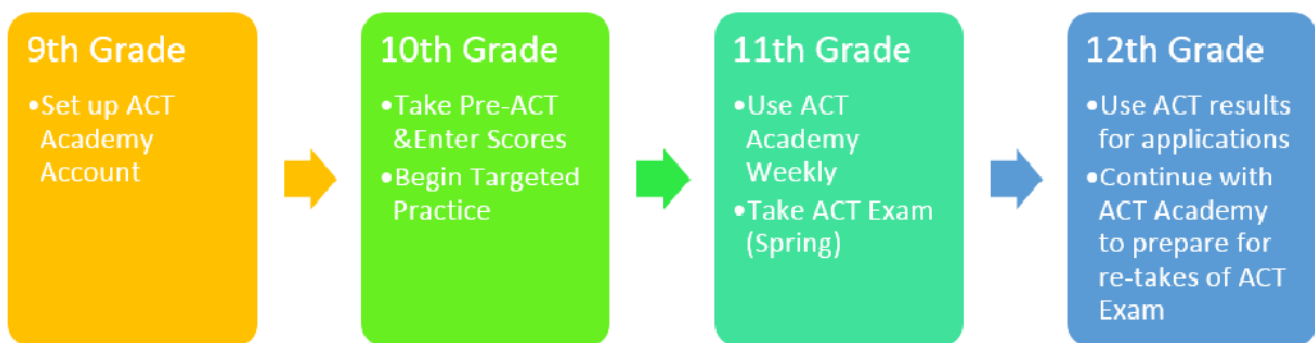 9th Grade
•Set up ACT
Academy
Account
10th Grade
•Take Pre-ACT
&Enter Scores
•Begin Targeted
Practice
11th Grade
•Use ACT
Academy
Weekly
•Take ACT Exam
(Spring)
12th Grade
•Use ACT results
for applications
•Continue with
ACT Academy
to prepare for
re-takes of ACT
Exam